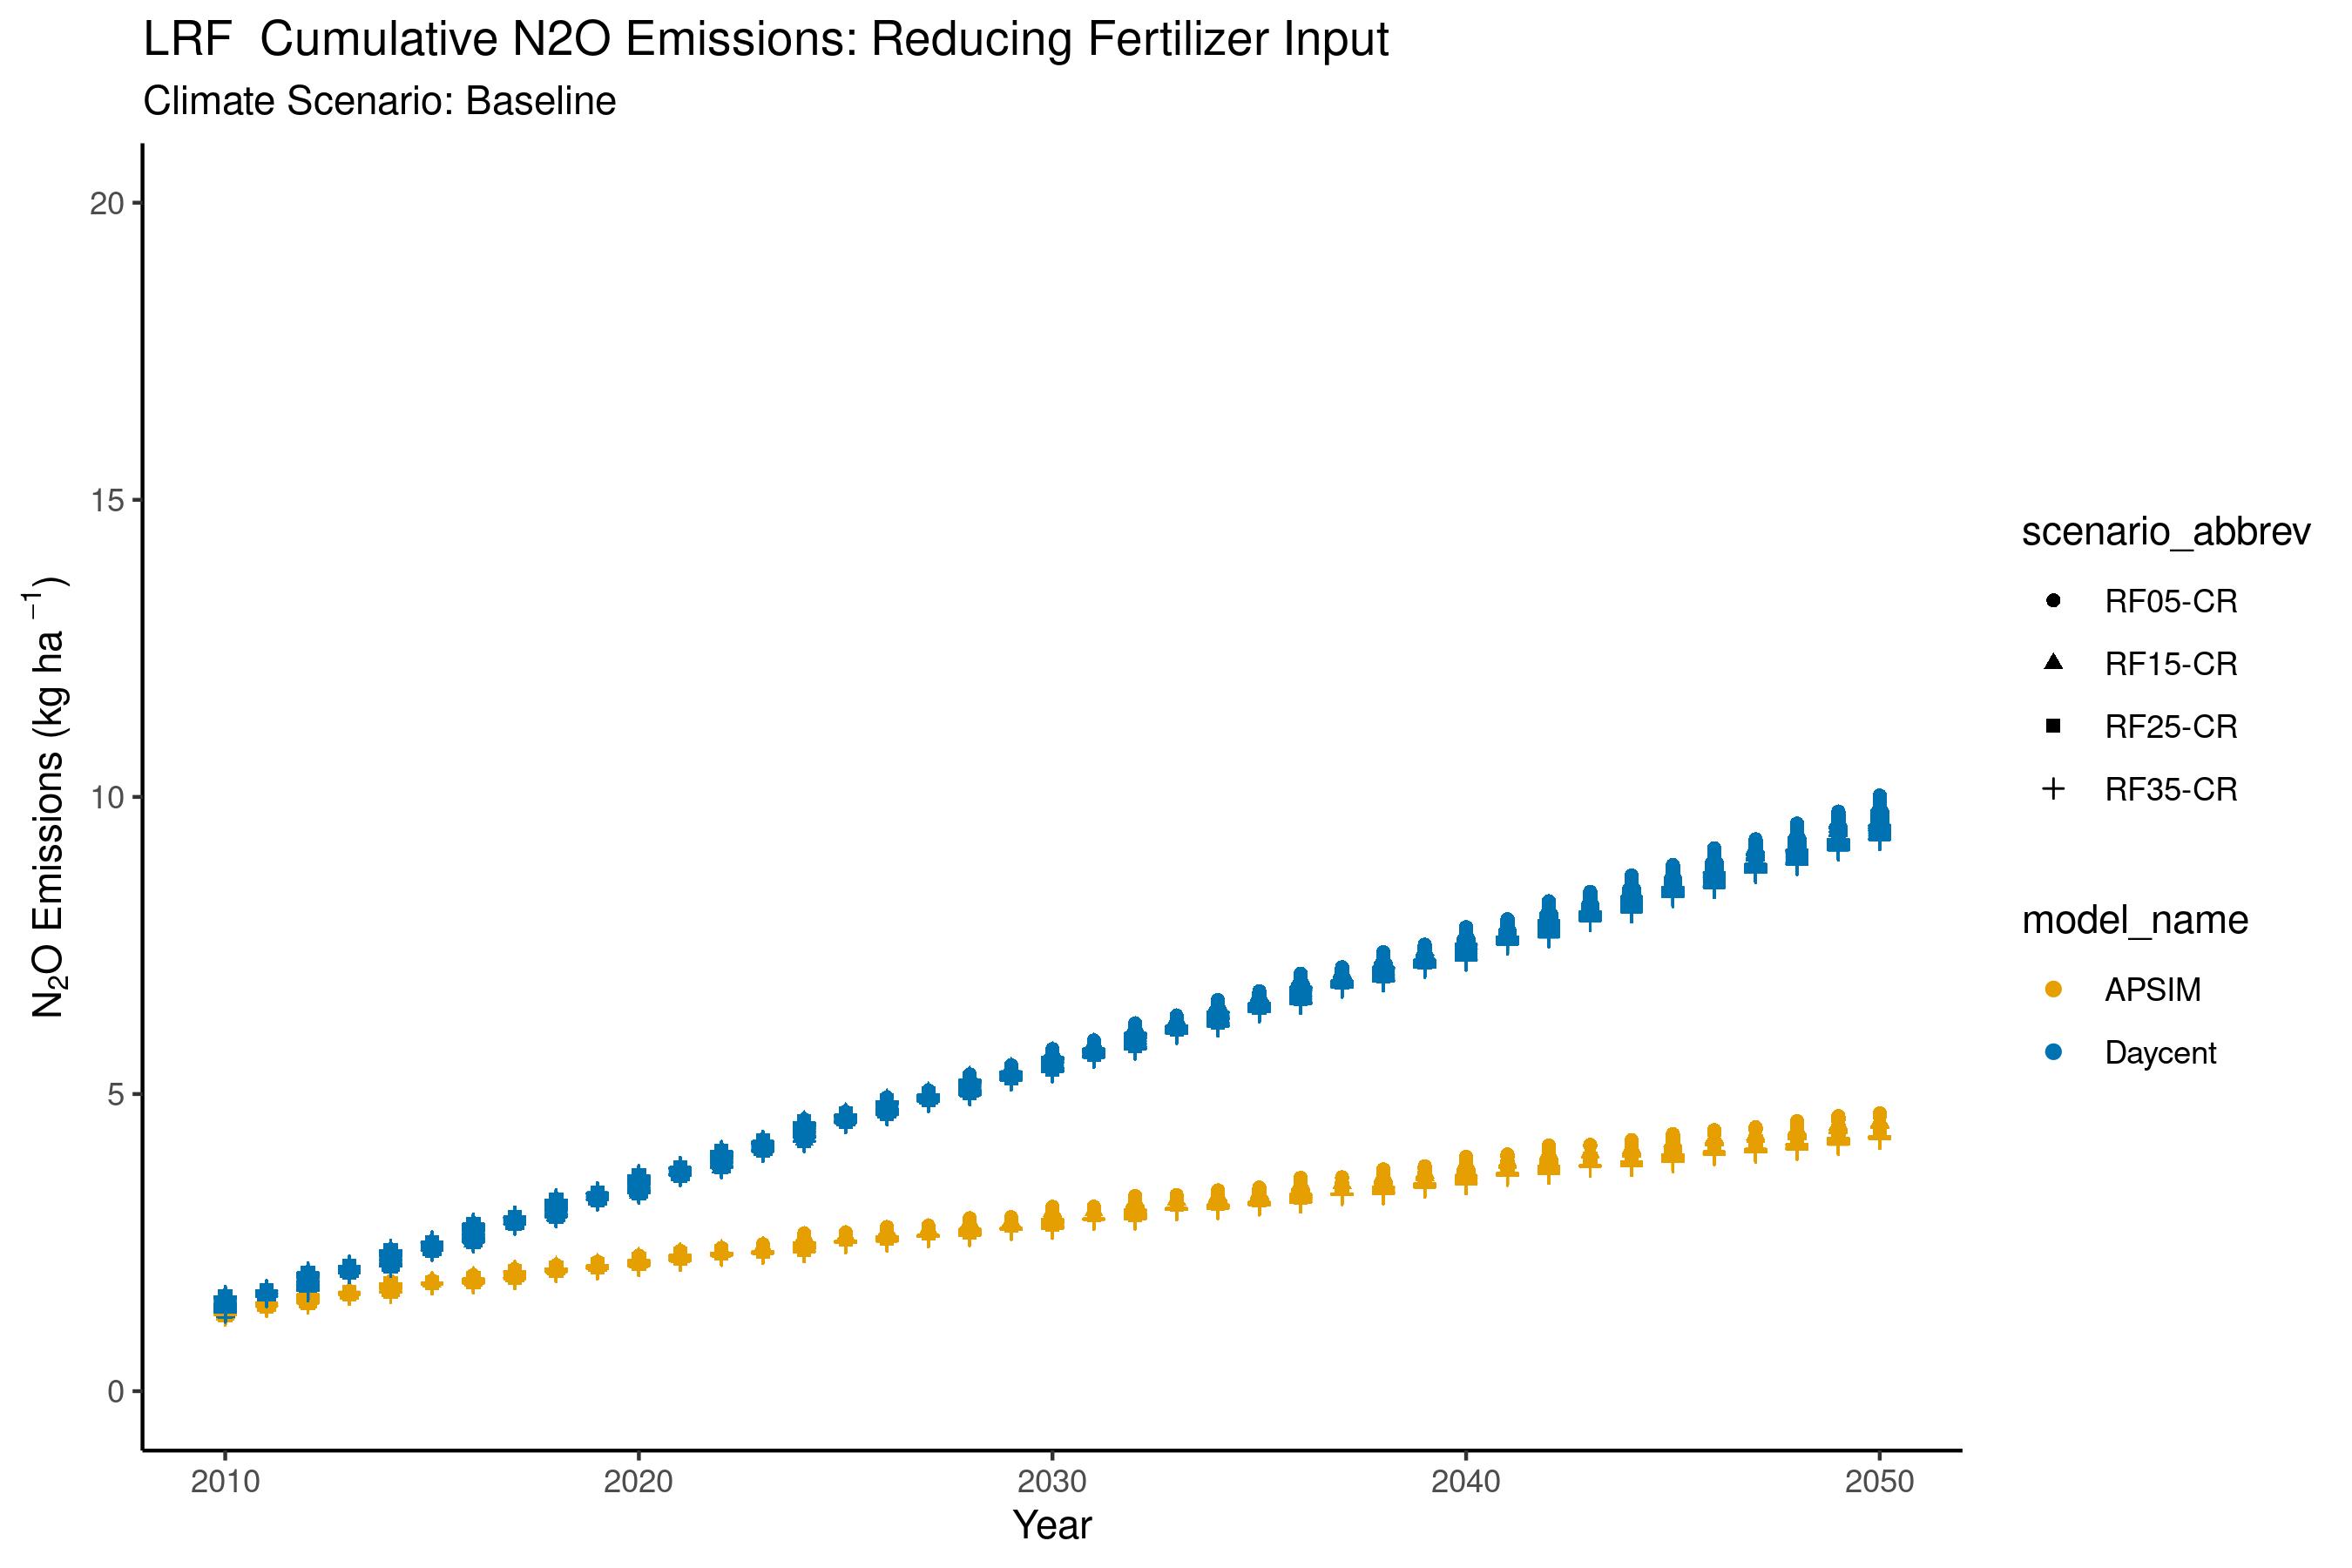 LRF  Cumulative N2O Emissions: Reducing Fertilizer Input
Climate Scenario: Baseline
N₂O Emissions (kg ha⁻¹)
20
15
10
5
0
2010 2020 2030 2040 2050
Year
scenario_abbrev
RF05-CR
RF15-CR
RF25-CR
RF35-CR
model_name
APSIM
Daycent